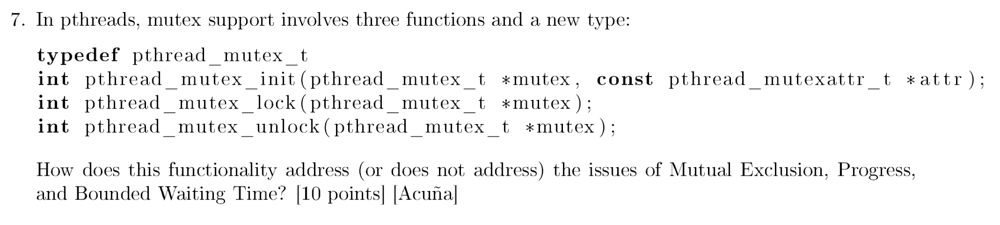 7. In pthreads, mutex support involves three functions and a new type:
typedef pthread_mutex_t
int pthread_mutex_init(pthread_mutex_t *mutex, const pthread_mutexattr_t *attr);
int pthread_mutex_lock(pthread_mutex_t *mutex);
int pthread_mutex_unlock(pthread_mutex_t *mutex);
How does this functionality address (or does not address) the issues of Mutual Exclusion, Progress,
and Bounded Waiting Time? [10 points] [Acuña]